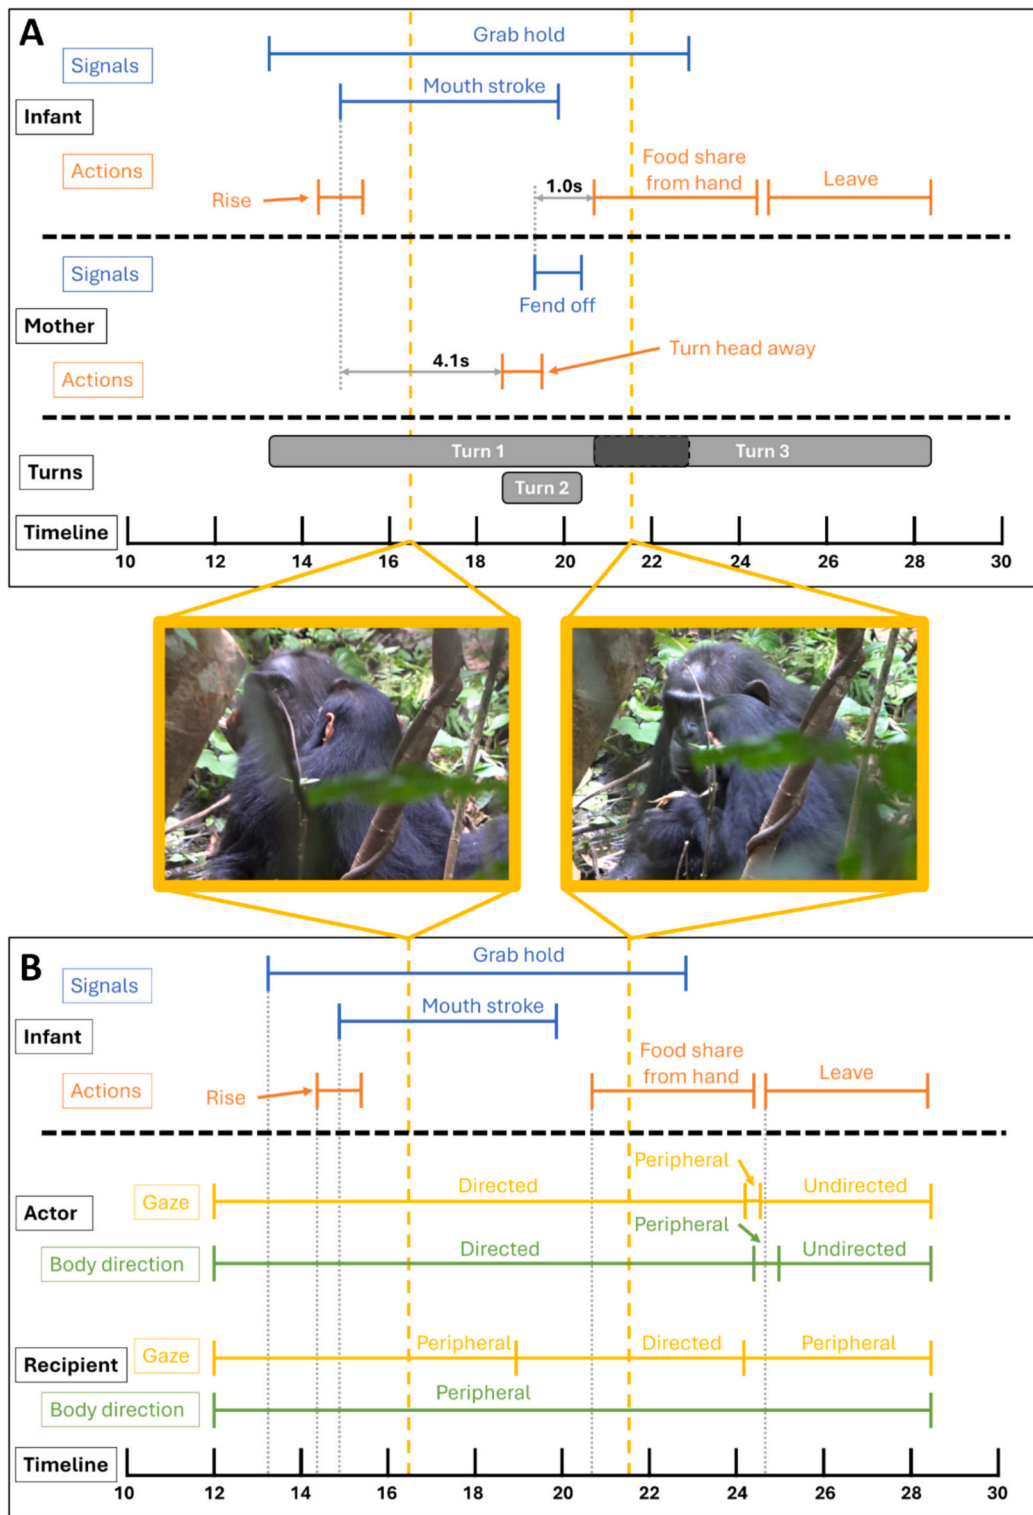 A
Grab hold
Signals
Mouth stroke
Infant
Actions
Food share
from hand
Leave
Rise
1.0s
Signals
Fend off
Mother
4.1s
Turn head away
Actions
Turn 1
Turn 3
Turns
Turn 2
Timeline
10 12 14 16 18 20 22 24 26 28 30
B
Grab hold
Signals
Mouth stroke
Infant
Food share
from hand
Leave
Actions
Rise
Peripheral
Directed
Undirected
Gaze
Actor
Peripheral
Directed
Undirected
Body direction
Peripheral
Directed
Peripheral
Recipient
Gaze
Peripheral
Body direction
Timeline
10 12 14 16 18 20 22 24 26 28 30